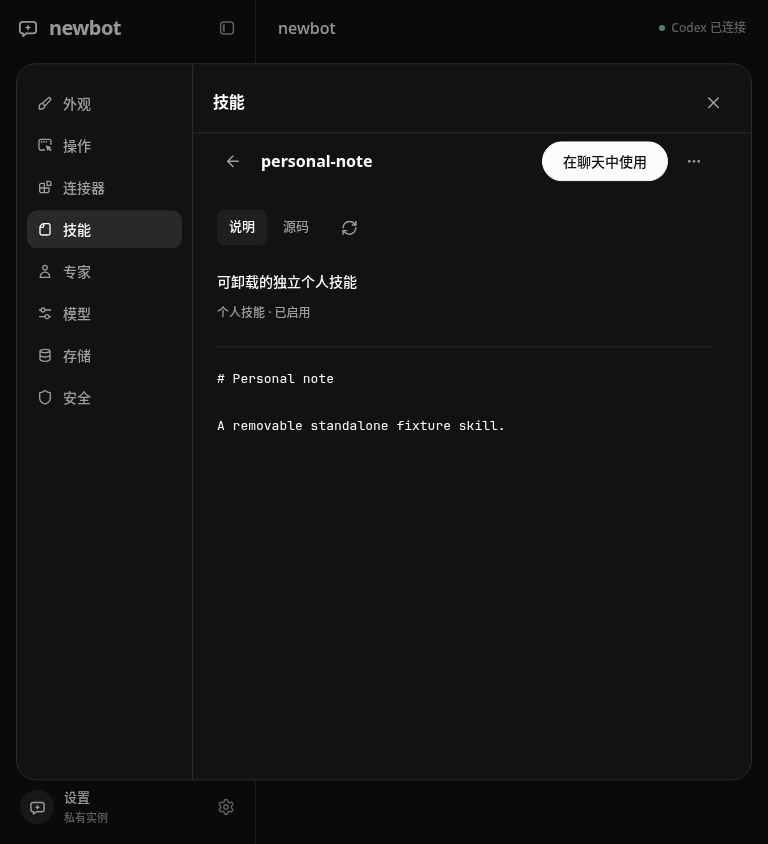 newbot
newbot
Codex 已连接
外观
操作
连接器
技能
专家
模型
存储
安全
技能
personal-note
在聊天中使用
说明
源码
可卸载的独立个人技能
个人技能 · 已启用
# Personal note
A removable standalone fixture skill.
设置
私有实例